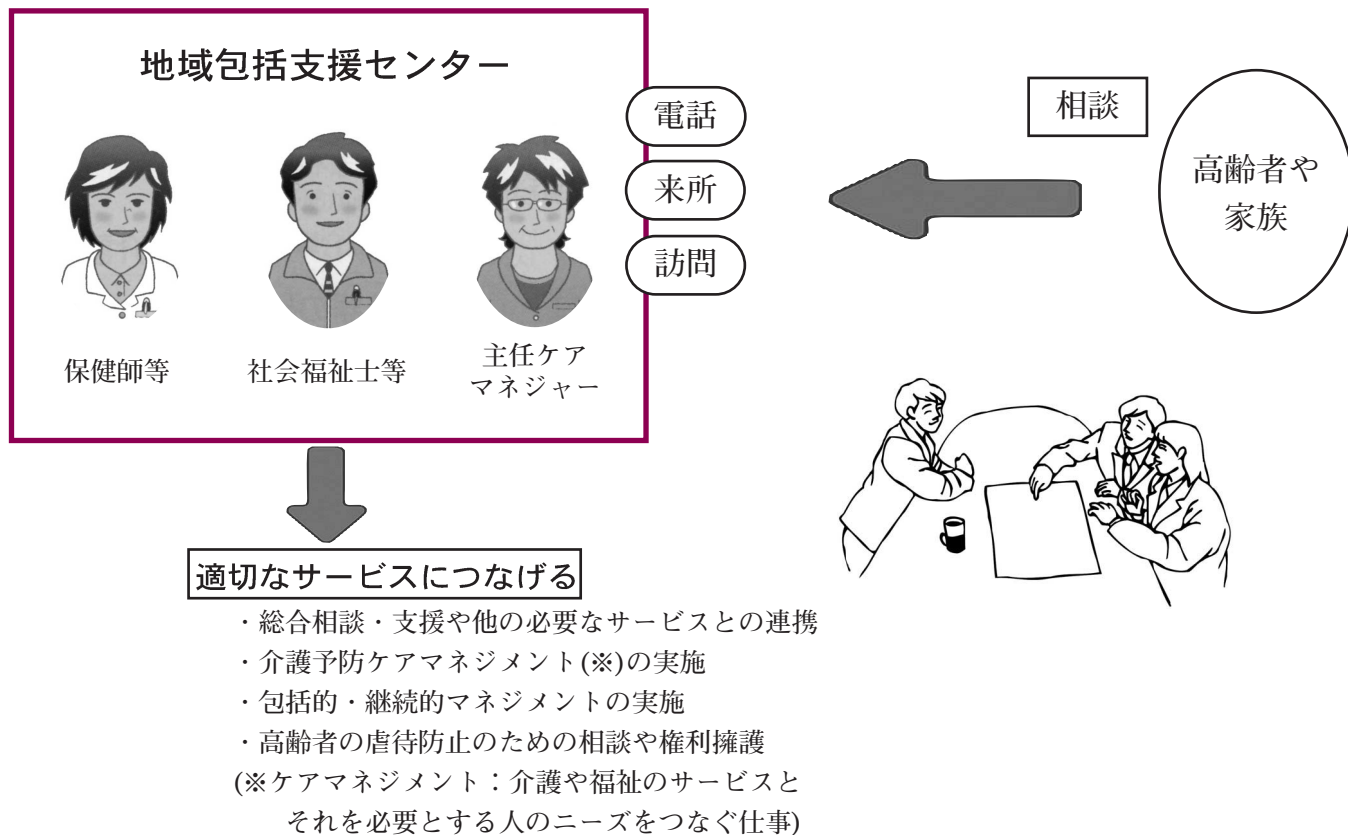 地域包括支援センター
電話
来所
訪問
相談
高齢者や
家族
保健師等
社会福祉士等
主任ケア
マネジャー
適切なサービスにつなげる
・総合相談・支援や他の必要なサービスとの連携
・介護予防ケアマネジメント(※)の実施
・包括的・継続的マネジメントの実施
・高齢者の虐待防止のための相談や権利擁護
(※ケアマネジメント：介護や福祉のサービスと
それを必要とする人のニーズをつなぐ仕事)